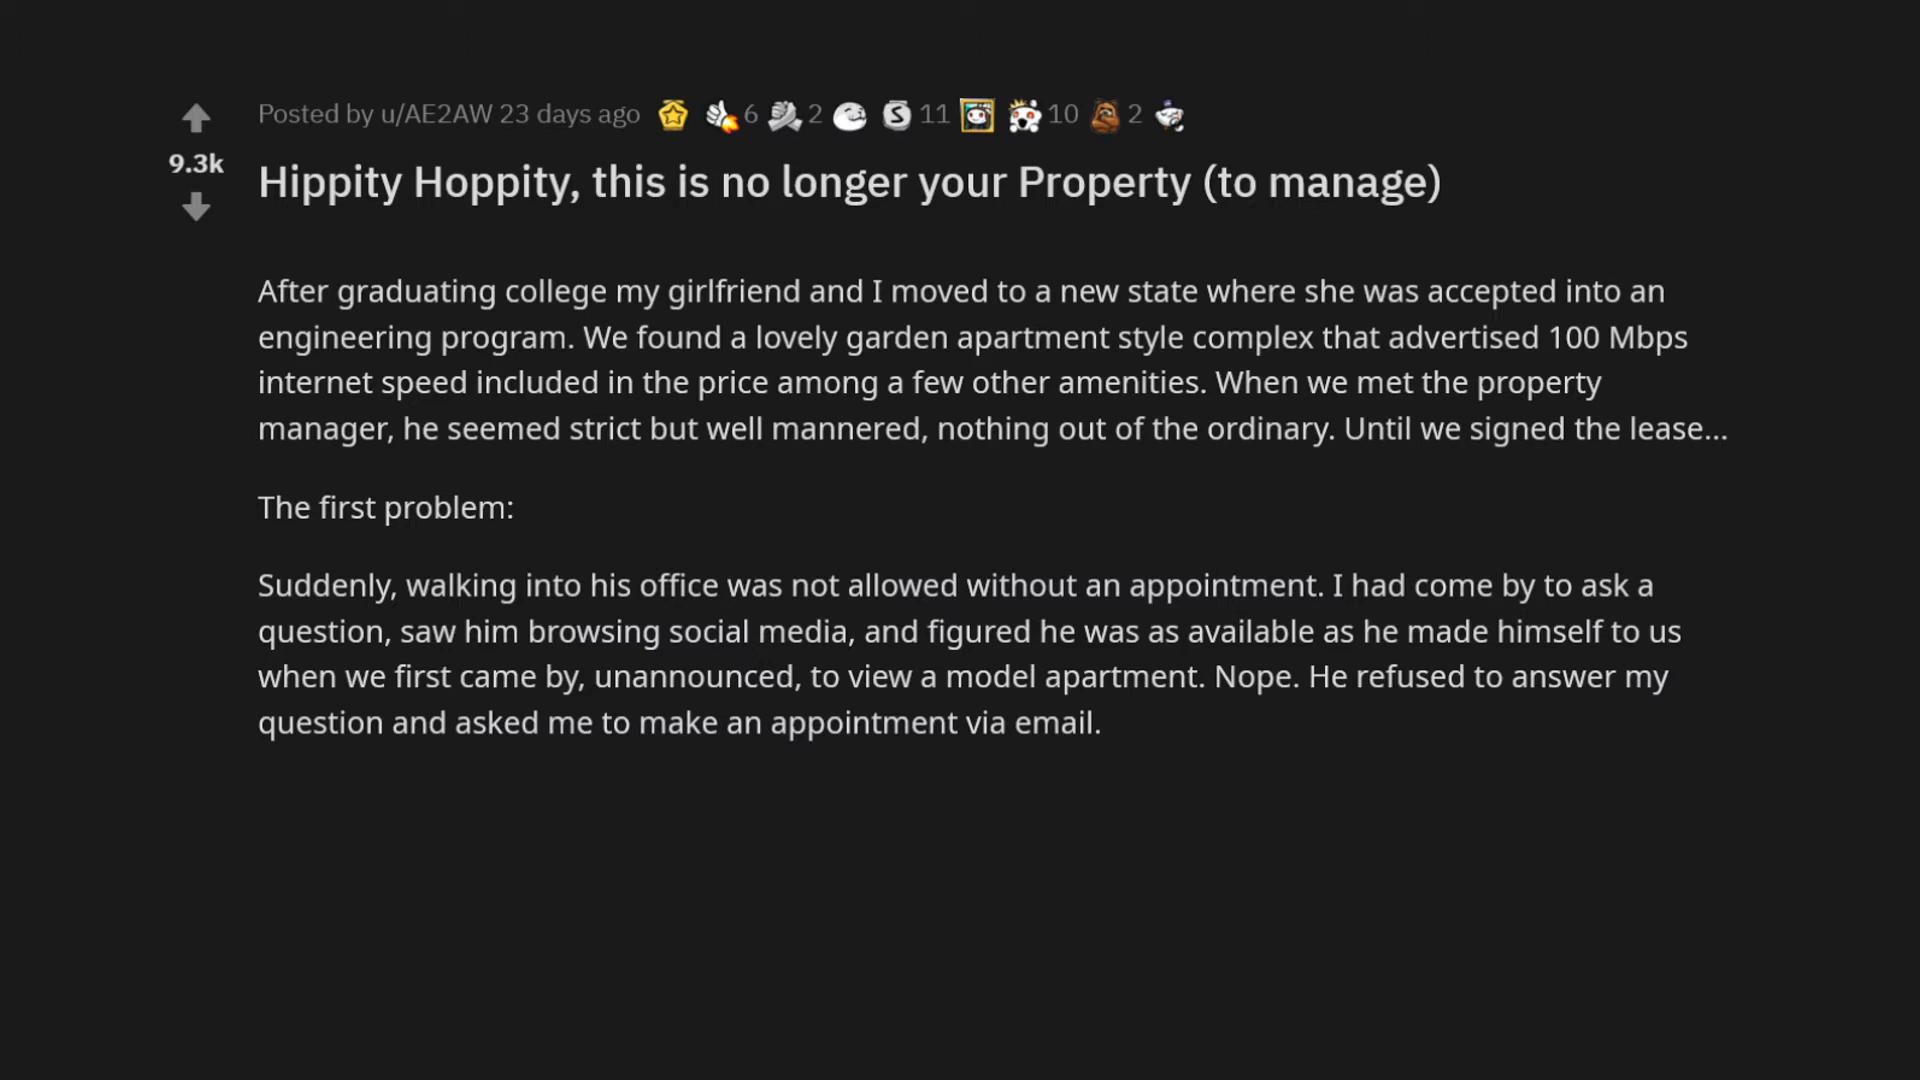 Posted by u/AE2AW 23 days ago 6 2 S 11 10 2
9.3k
Hippity Hoppity, this is no longer your Property (to manage)
After graduating college my girlfriend and I moved to a new state where she was accepted into an
engineering program. We found a lovely garden apartment style complex that advertised 100 Mbps
internet speed included in the price among a few other amenities. When we met the property
manager, he seemed strict but well mannered, nothing out of the ordinary. Until we signed the lease...
The first problem:
Suddenly, walking into his office was not allowed without an appointment. I had come by to ask a
question, saw him browsing social media, and figured he was as available as he made himself to us
when we first came by, unannounced, to view a model apartment. Nope. He refused to answer my
question and asked me to make an appointment via email.